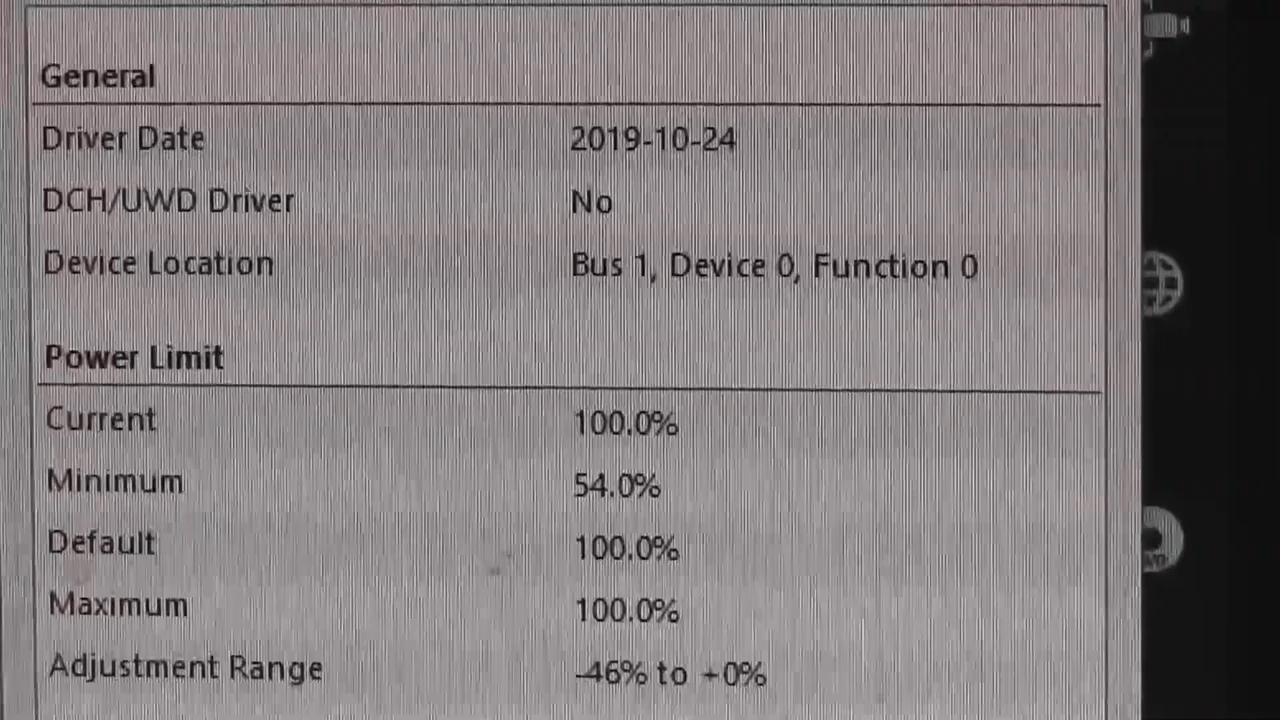 General
Driver Date 2019-10-24
DCH/UWD Driver No
Device Location Bus 1, Device 0, Function 0
Power Limit
Current 100.0%
Minimum 54.0%
Default 100.0%
Maximum 100.0%
Adjustment Range -46% to +0%